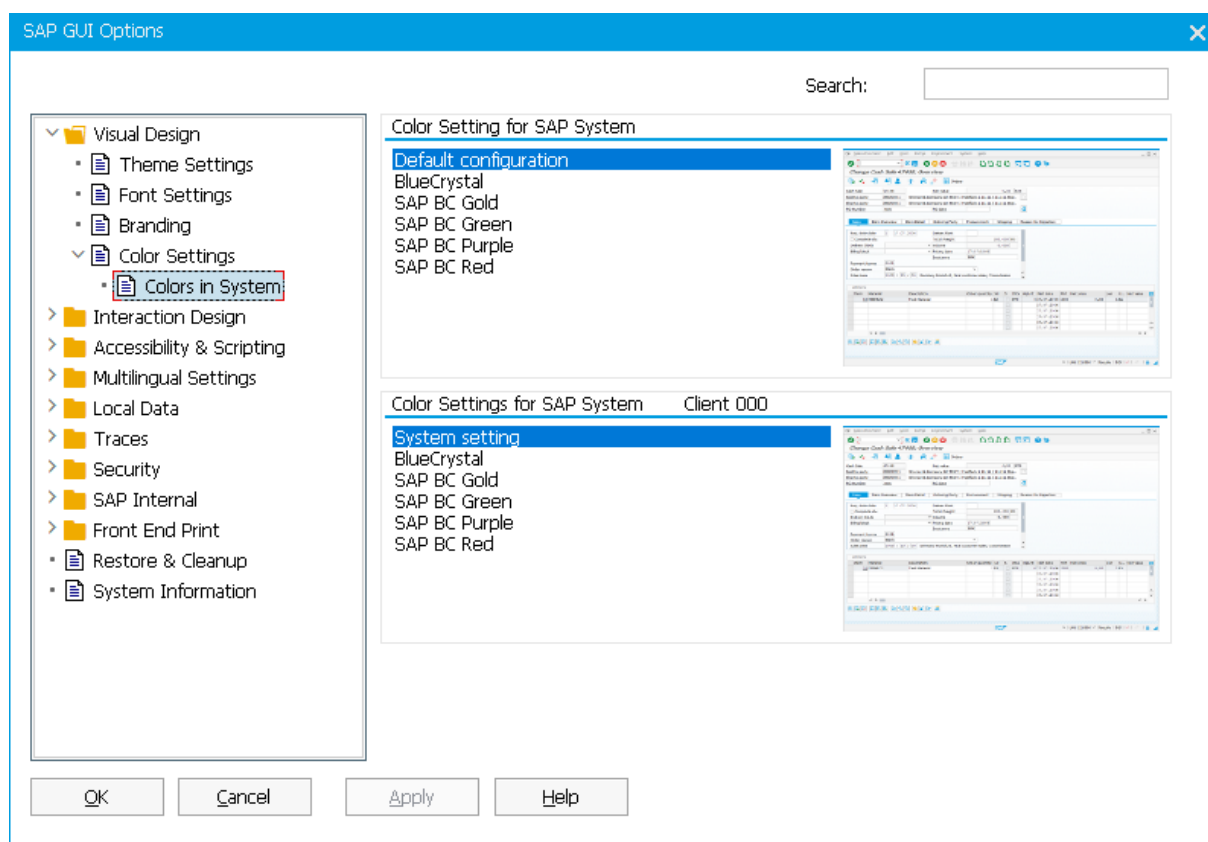 SAP GUI Options
Search:
Visual Design
Theme Settings
Font Settings
Branding
Color Settings
Colors in System
Interaction Design
Accessibility & Scripting
Multilingual Settings
Local Data
Traces
Security
SAP Internal
Front End Print
Restore & Cleanup
System Information
Color Setting for SAP System
Default configuration
BlueCrystal
SAP BC Gold
SAP BC Green
SAP BC Purple
SAP BC Red
Color Settings for SAP System Client 000
System setting
BlueCrystal
SAP BC Gold
SAP BC Green
SAP BC Purple
SAP BC Red
OK
Cancel
Apply
Help